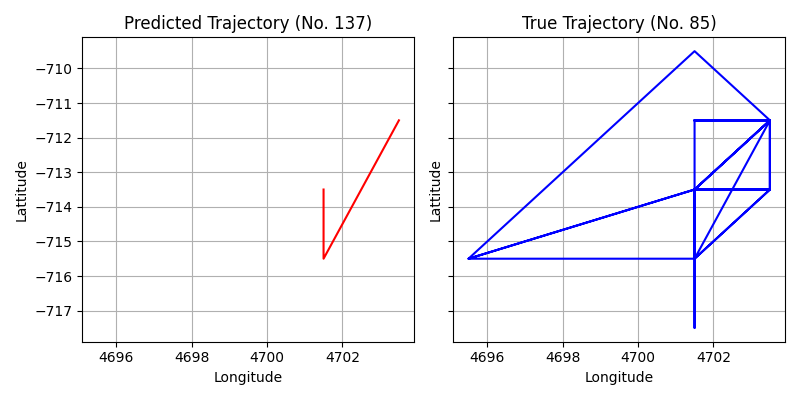 Predicted Trajectory (No. 137)
True Trajectory (No. 85)
−710
−711
−712
−713
−714
−715
−716
−717
Lattitude
Lattitude
4696 4698 4700 4702
4696 4698 4700 4702
Longitude
Longitude